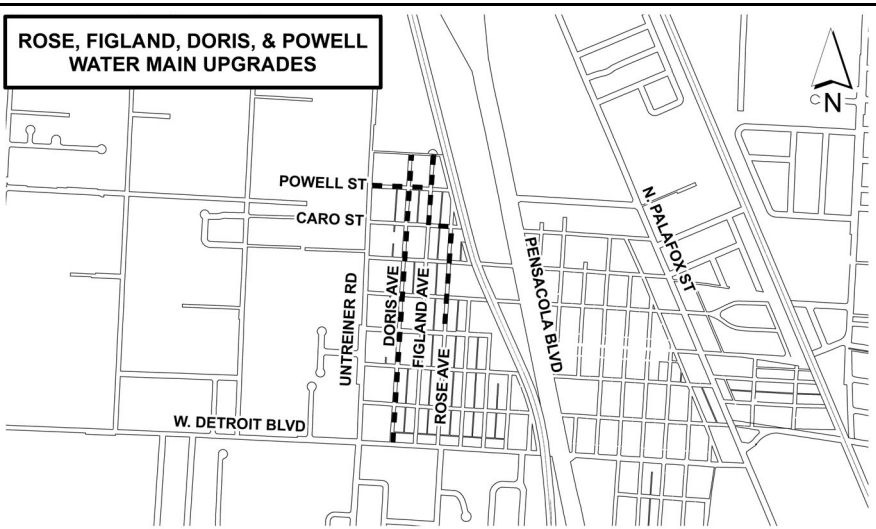 ROSE, FIGLAND, DORIS, & POWELL
WATER MAIN UPGRADES
N
POWELL ST
CARO ST
N. PALAFOX ST
PENSACOLA BLVD
UNTREINER RD
DORIS AVE
FIGLAND AVE
ROSE AVE
W. DETROIT BLVD